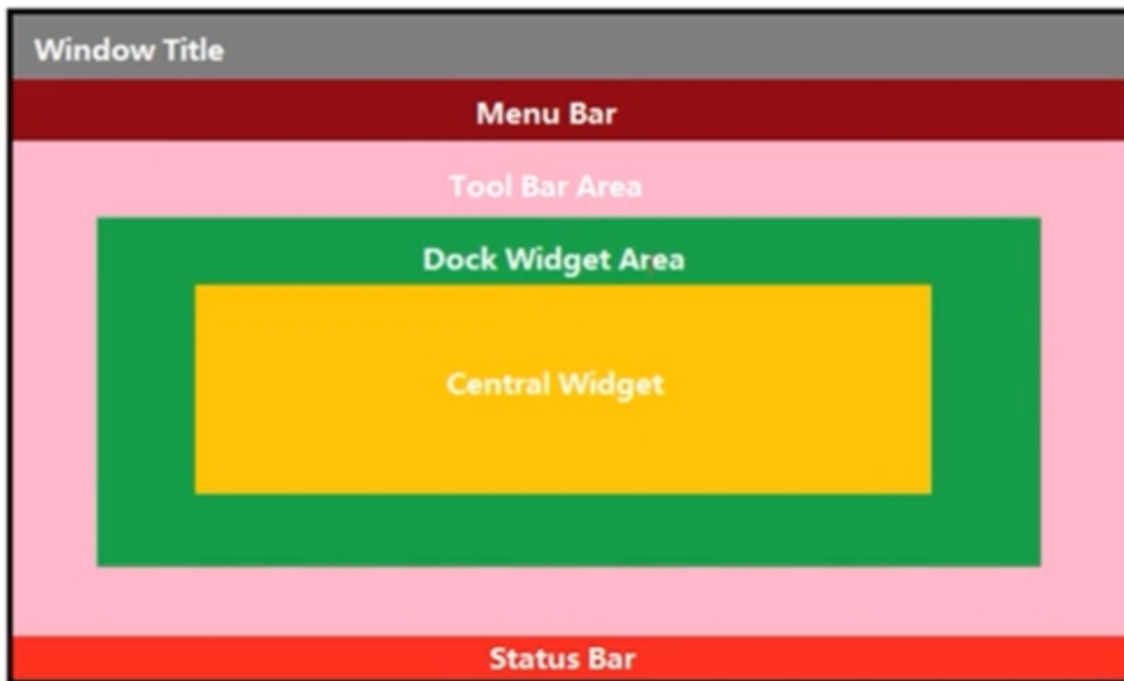 Window Title
Menu Bar
Tool Bar Area
Dock Widget Area
Central Widget
Status Bar